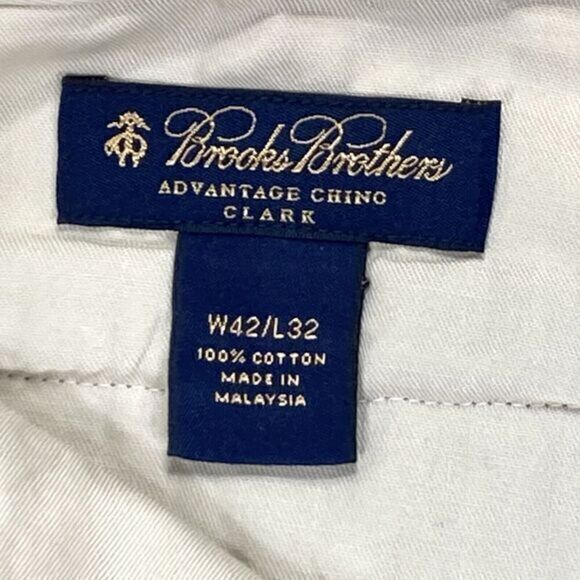 Brooks Brothers
ADVANTAGE CHINO
CLARK
W42/L32
100% COTTON
MADE IN
MALAYSIA